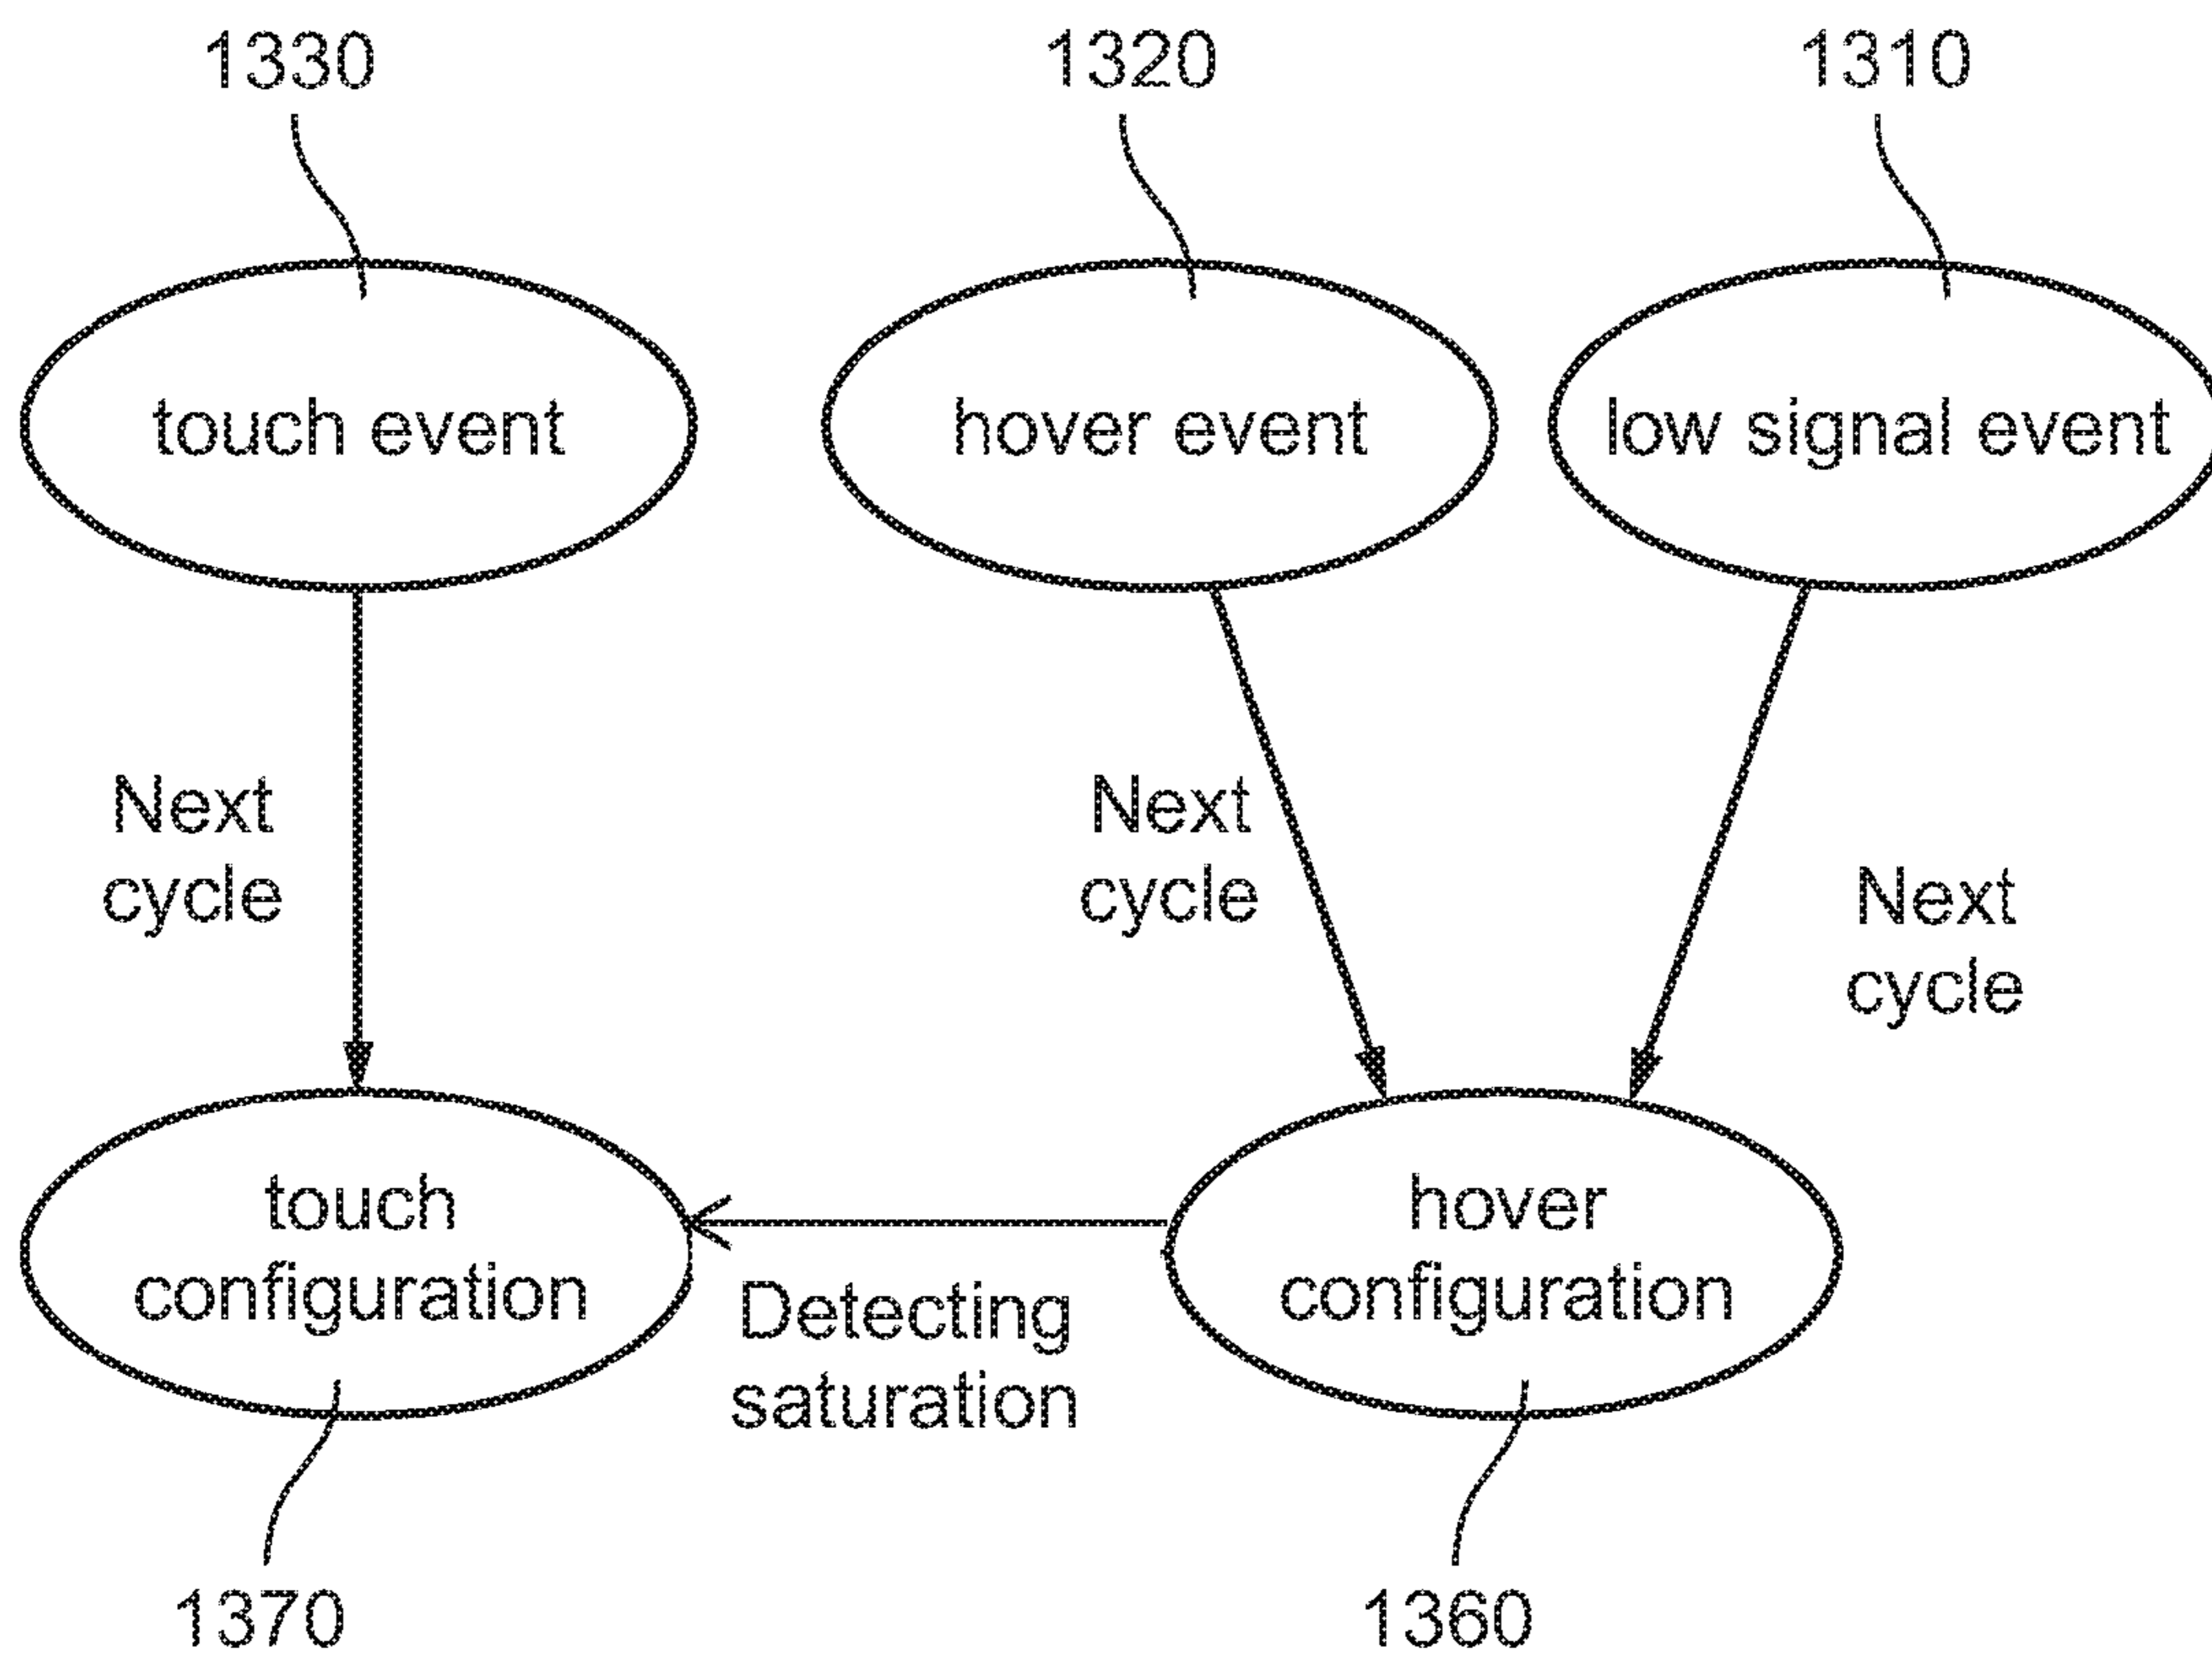 1330
1320
1310
touch event
hover event
low signal event
Next
cycle
Next
cycle
Next
cycle
touch
configuration
Detecting
saturation
hover
configuration
1370
1360